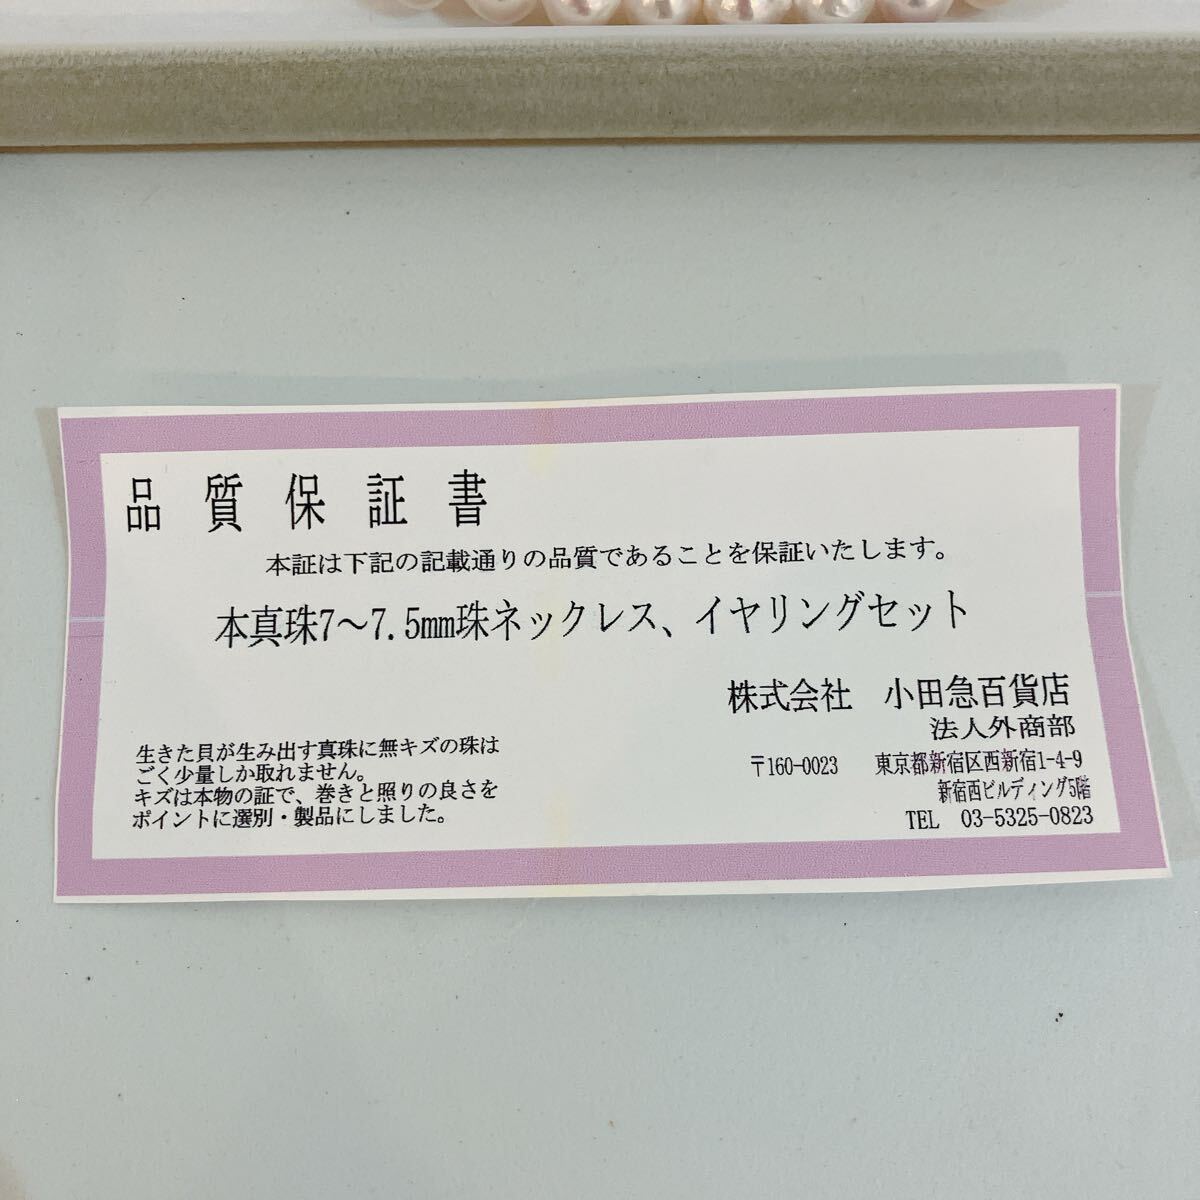 品質保証書
本証は下記の記載通りの品質であることを保証いたします。
本真珠7～7.5mm珠ネックレス、イヤリングセット
株式会社　小田急百貨店
法人外商部
〒160-0023　東京都新宿区西新宿1-4-9
新宿西ビルディング5階
TEL　03-5325-0823
生きた貝が生み出す真珠に無キズの珠は
ごく少量しか取れません。
キズは本物の証で、巻きと照りの良さを
ポイントに選別・製品にしました。